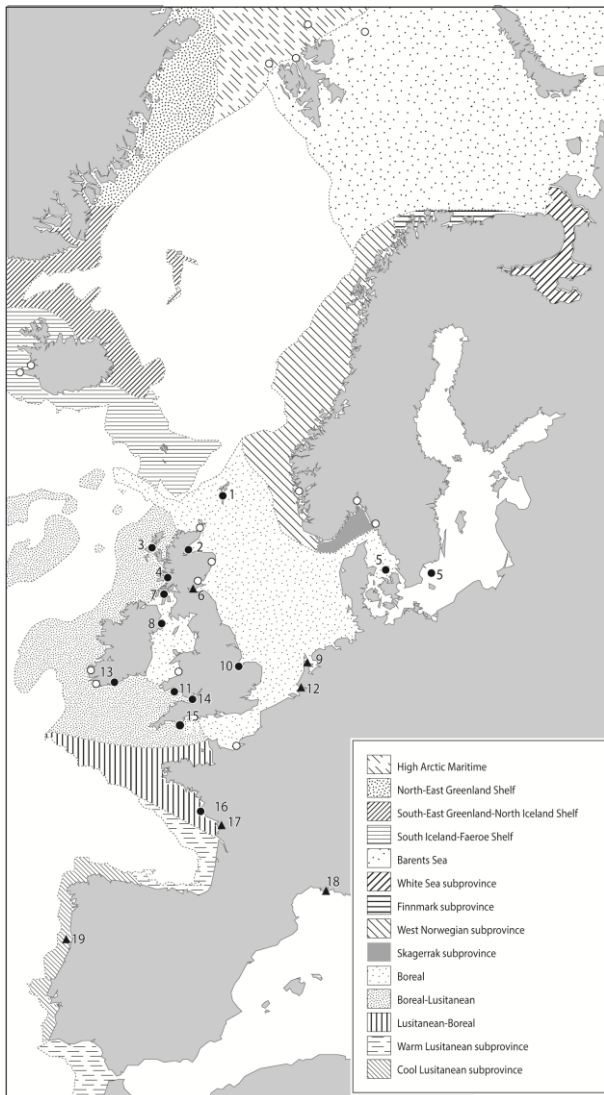 1
3
2
4
5
5
7
6
8
9
13
10
12
11
14
15
16
17
18
19
High Arctic Maritime
North-East Greenland Shelf
South-East Greenland-North Iceland Shelf
South Iceland-Faeroe Shelf
Barents Sea
White Sea subprovince
Finnmark subprovince
West Norwegian subprovince
Skagerrak subprovince
Boreal
Boreal-Lusitanean
Lusitanean-Boreal
Warm Lusitanean subprovince
Cool Lusitanean subprovince